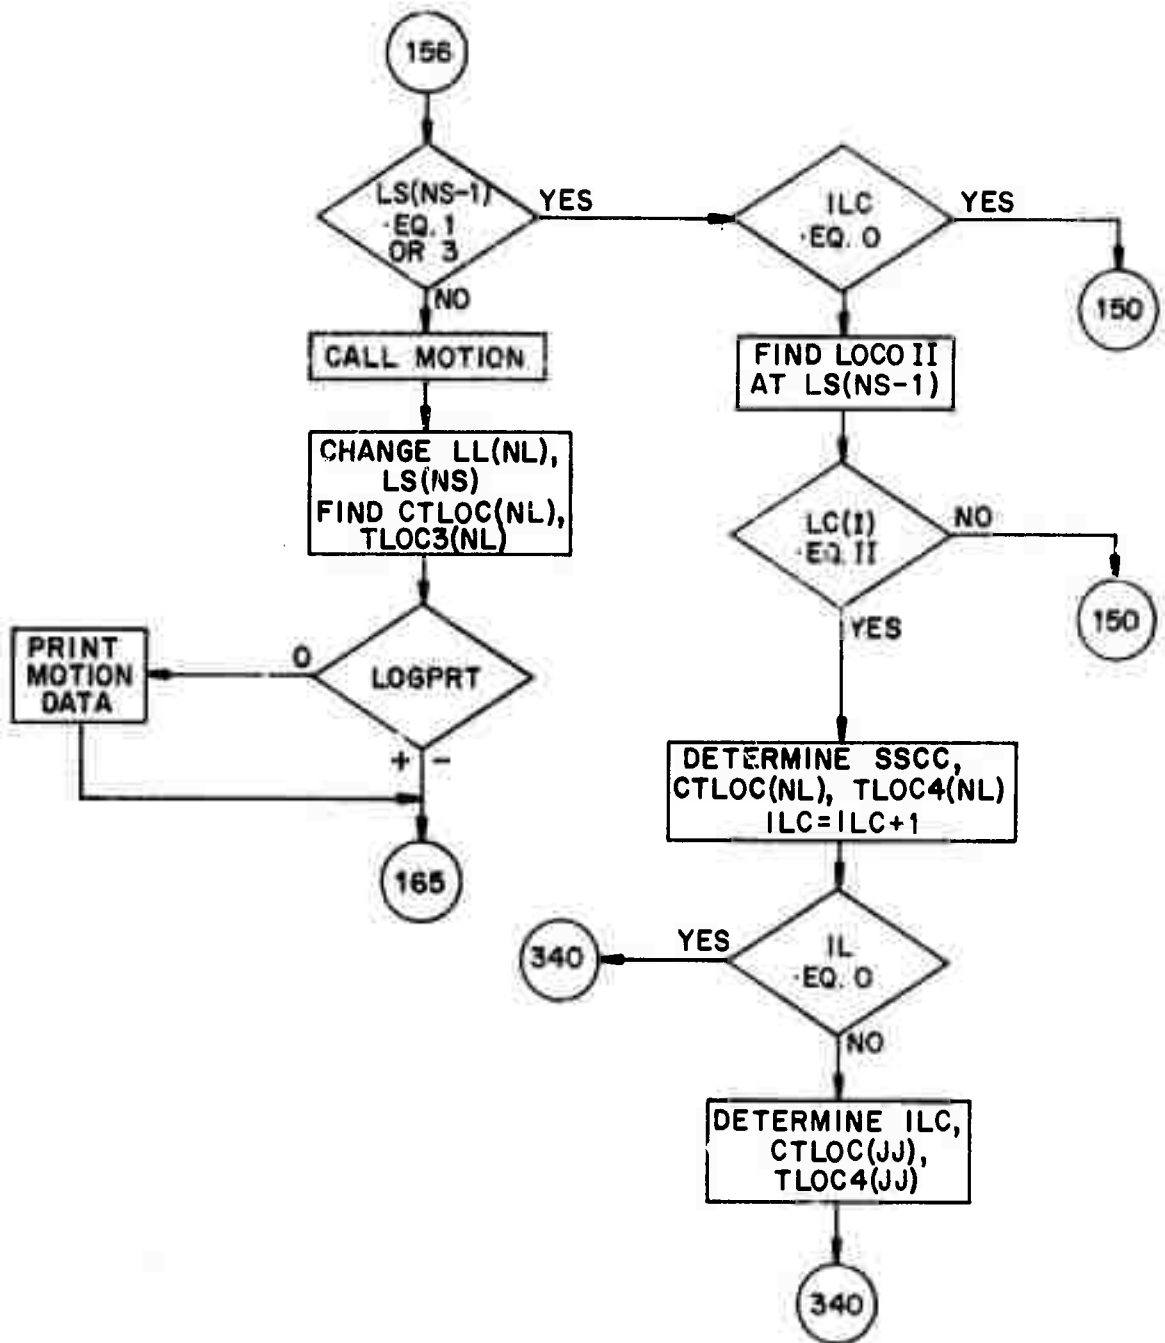 156
LS(NS-1)
·EQ. 1
OR 3
YES
NO
ILC
·EQ. 0
YES
150
CALL MOTION
FIND LOCO II
AT LS(NS-1)
CHANGE LL(NL),
LS(NS)
FIND CTLOC(NL),
TLOC3(NL)
LC(I)
·EQ. II
NO
150
YES
PRINT
MOTION
DATA
0
LOGPRT
+ -
165
DETERMINE SSCC,
CTLOC(NL), TLOC4(NL)
ILC=ILC+1
IL
·EQ. 0
YES
340
NO
DETERMINE ILC,
CTLOC(JJ),
TLOC4(JJ)
340